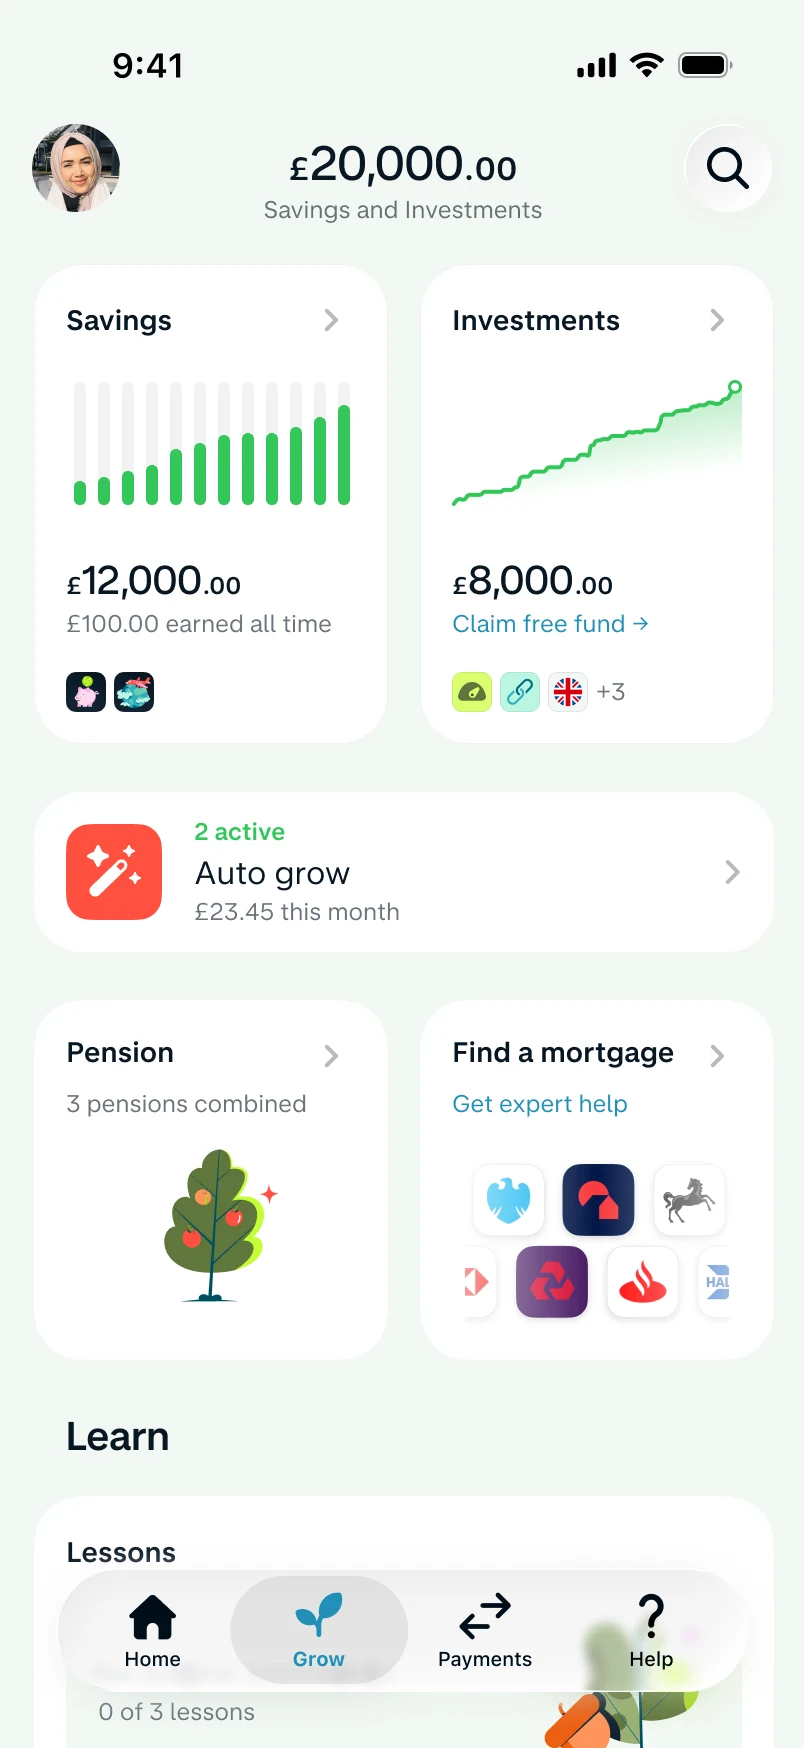 9:41
£20,000.00
Savings and Investments
Savings
Investments
£12,000.00
£100.00 earned all time
£8,000.00
Claim free fund →
+3
2 active
Auto grow
£23.45 this month
Pension
3 pensions combined
Find a mortgage
Get expert help
HAL
Learn
Lessons
Home
Grow
Payments
Help
0 of 3 lessons